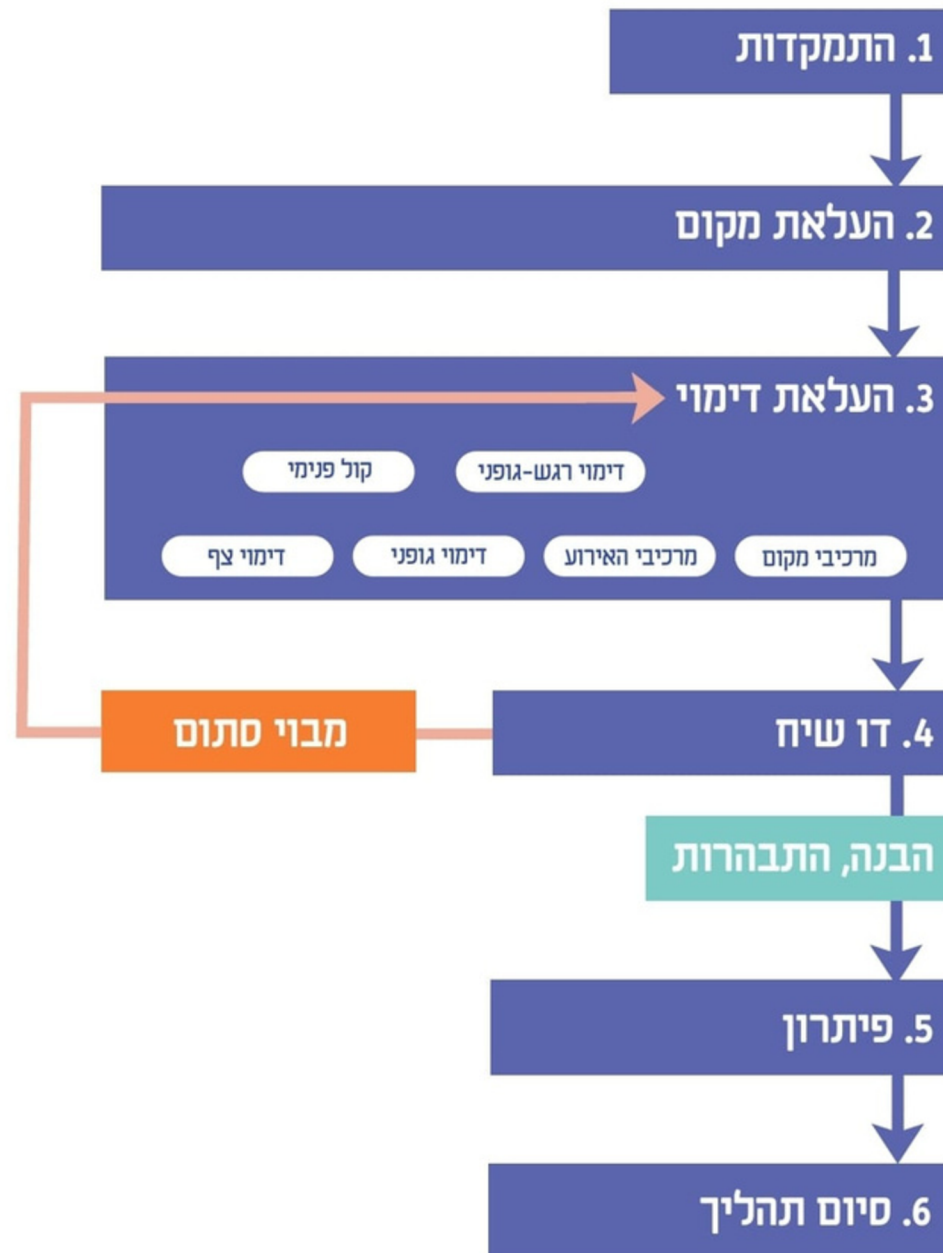 1. התמקדות
2. העלאת מקום
3. העלאת דימוי
דימוי רגש-גופני
קול פנימי
מרכיבי מקום
מרכיבי האירוע
דימוי גופני
דימוי צף
4. דו שיח
מבוי סתום
הבנה, התבהרות
5. פיתרון
6. סיום תהליך